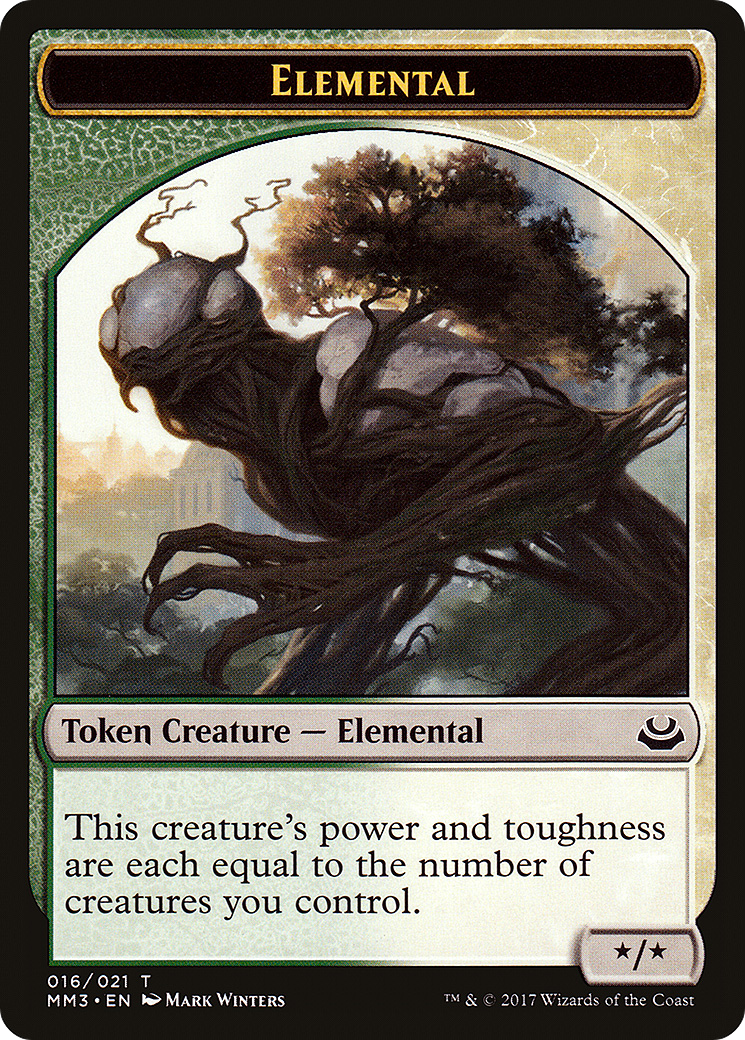 ELEMENTAL
Token Creature — Elemental
This creature's power and toughness
are each equal to the number of
creatures you control.
★/★
016/021 T
MM3 • EN MARK WINTERS
™ & © 2017 Wizards of the Coast